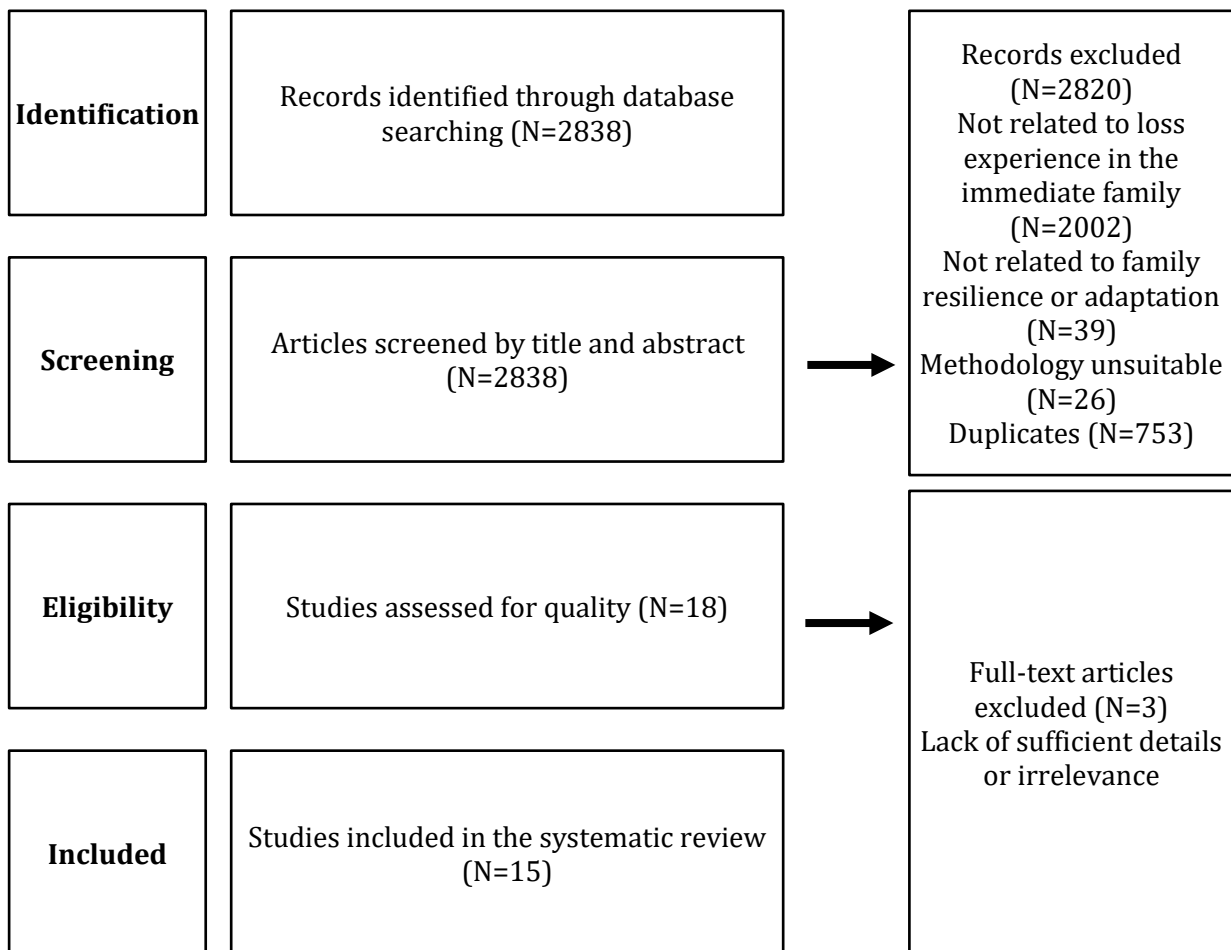 Identification
Records identified through database
searching (N=2838)
Records excluded
(N=2820)
Not related to loss
experience in the
immediate family
(N=2002)
Not related to family
resilience or adaptation
(N=39)
Methodology unsuitable
(N=26)
Duplicates (N=753)
Screening
Articles screened by title and abstract
(N=2838)
Eligibility
Studies assessed for quality (N=18)
Full-text articles
excluded (N=3)
Lack of sufficient details
or irrelevance
Included
Studies included in the systematic review
(N=15)